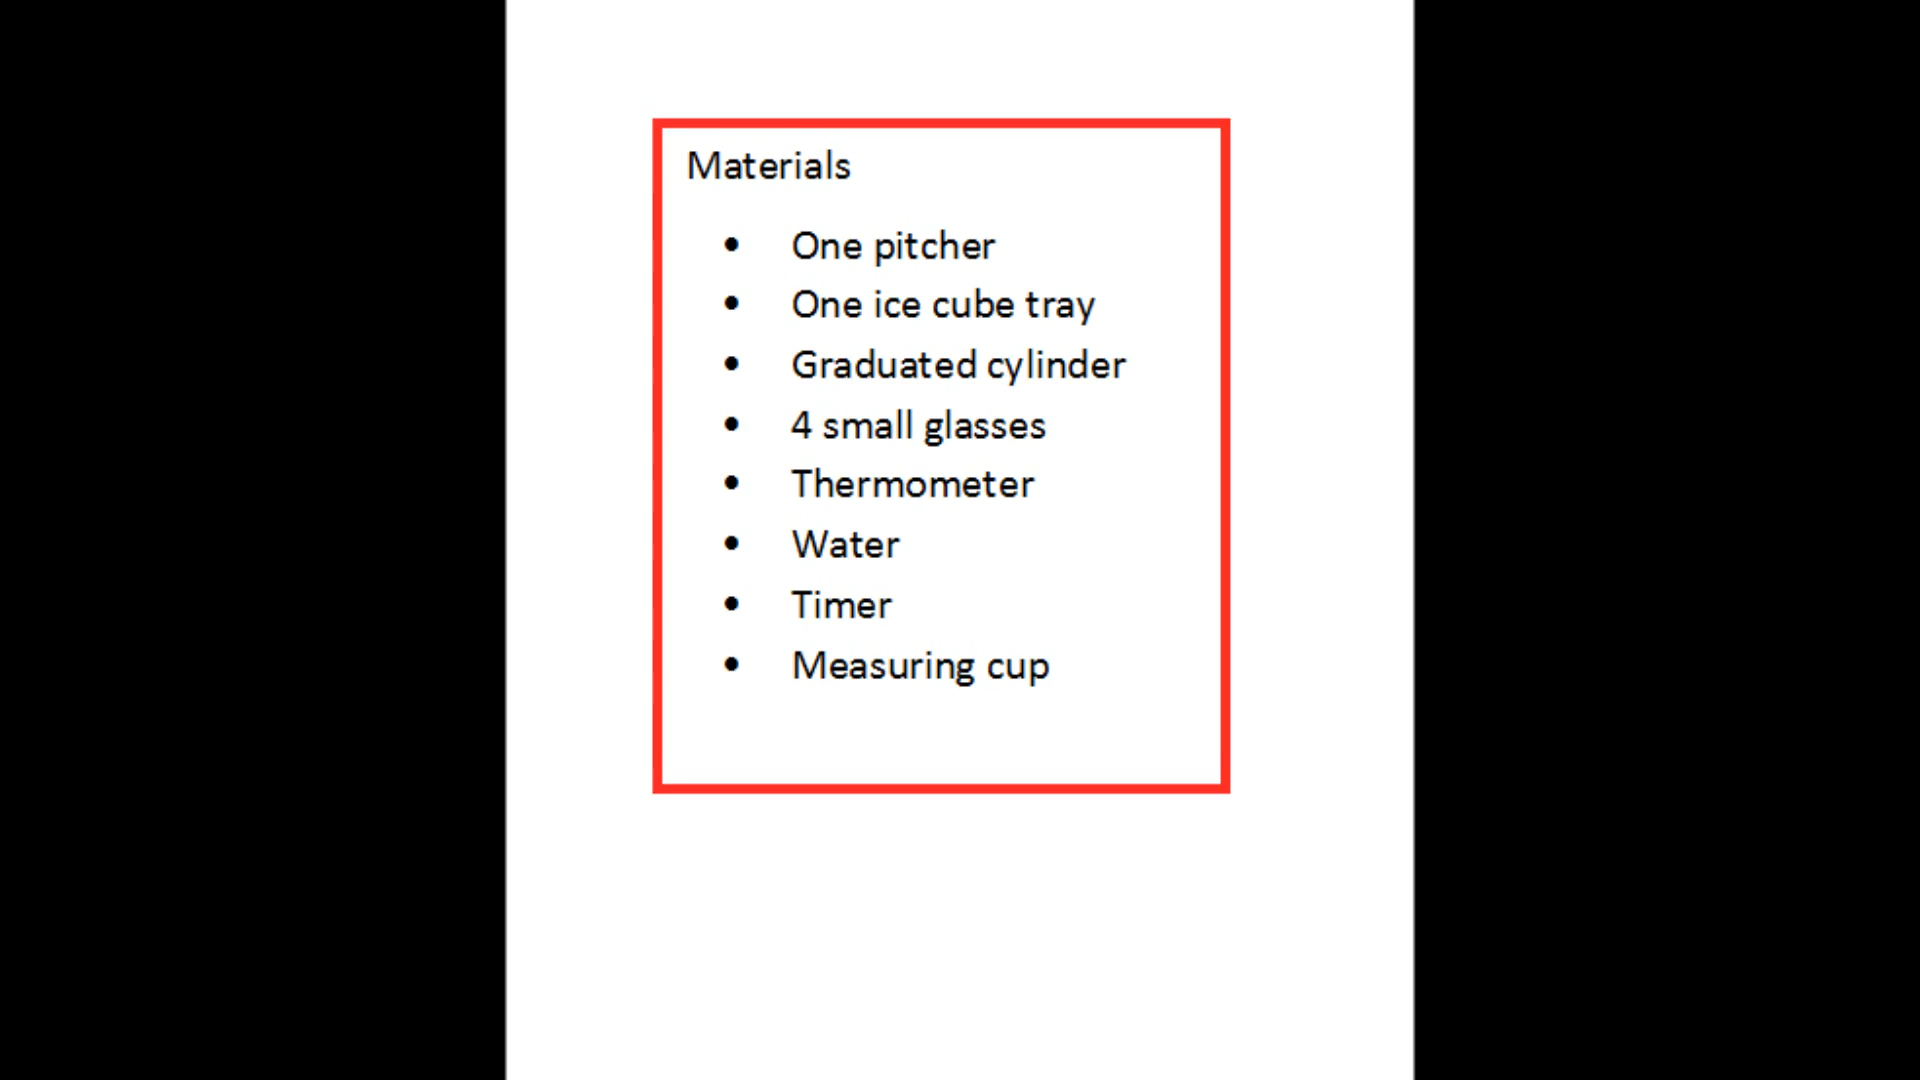 Materials
• One pitcher
• One ice cube tray
• Graduated cylinder
• 4 small glasses
• Thermometer
• Water
• Timer
• Measuring cup